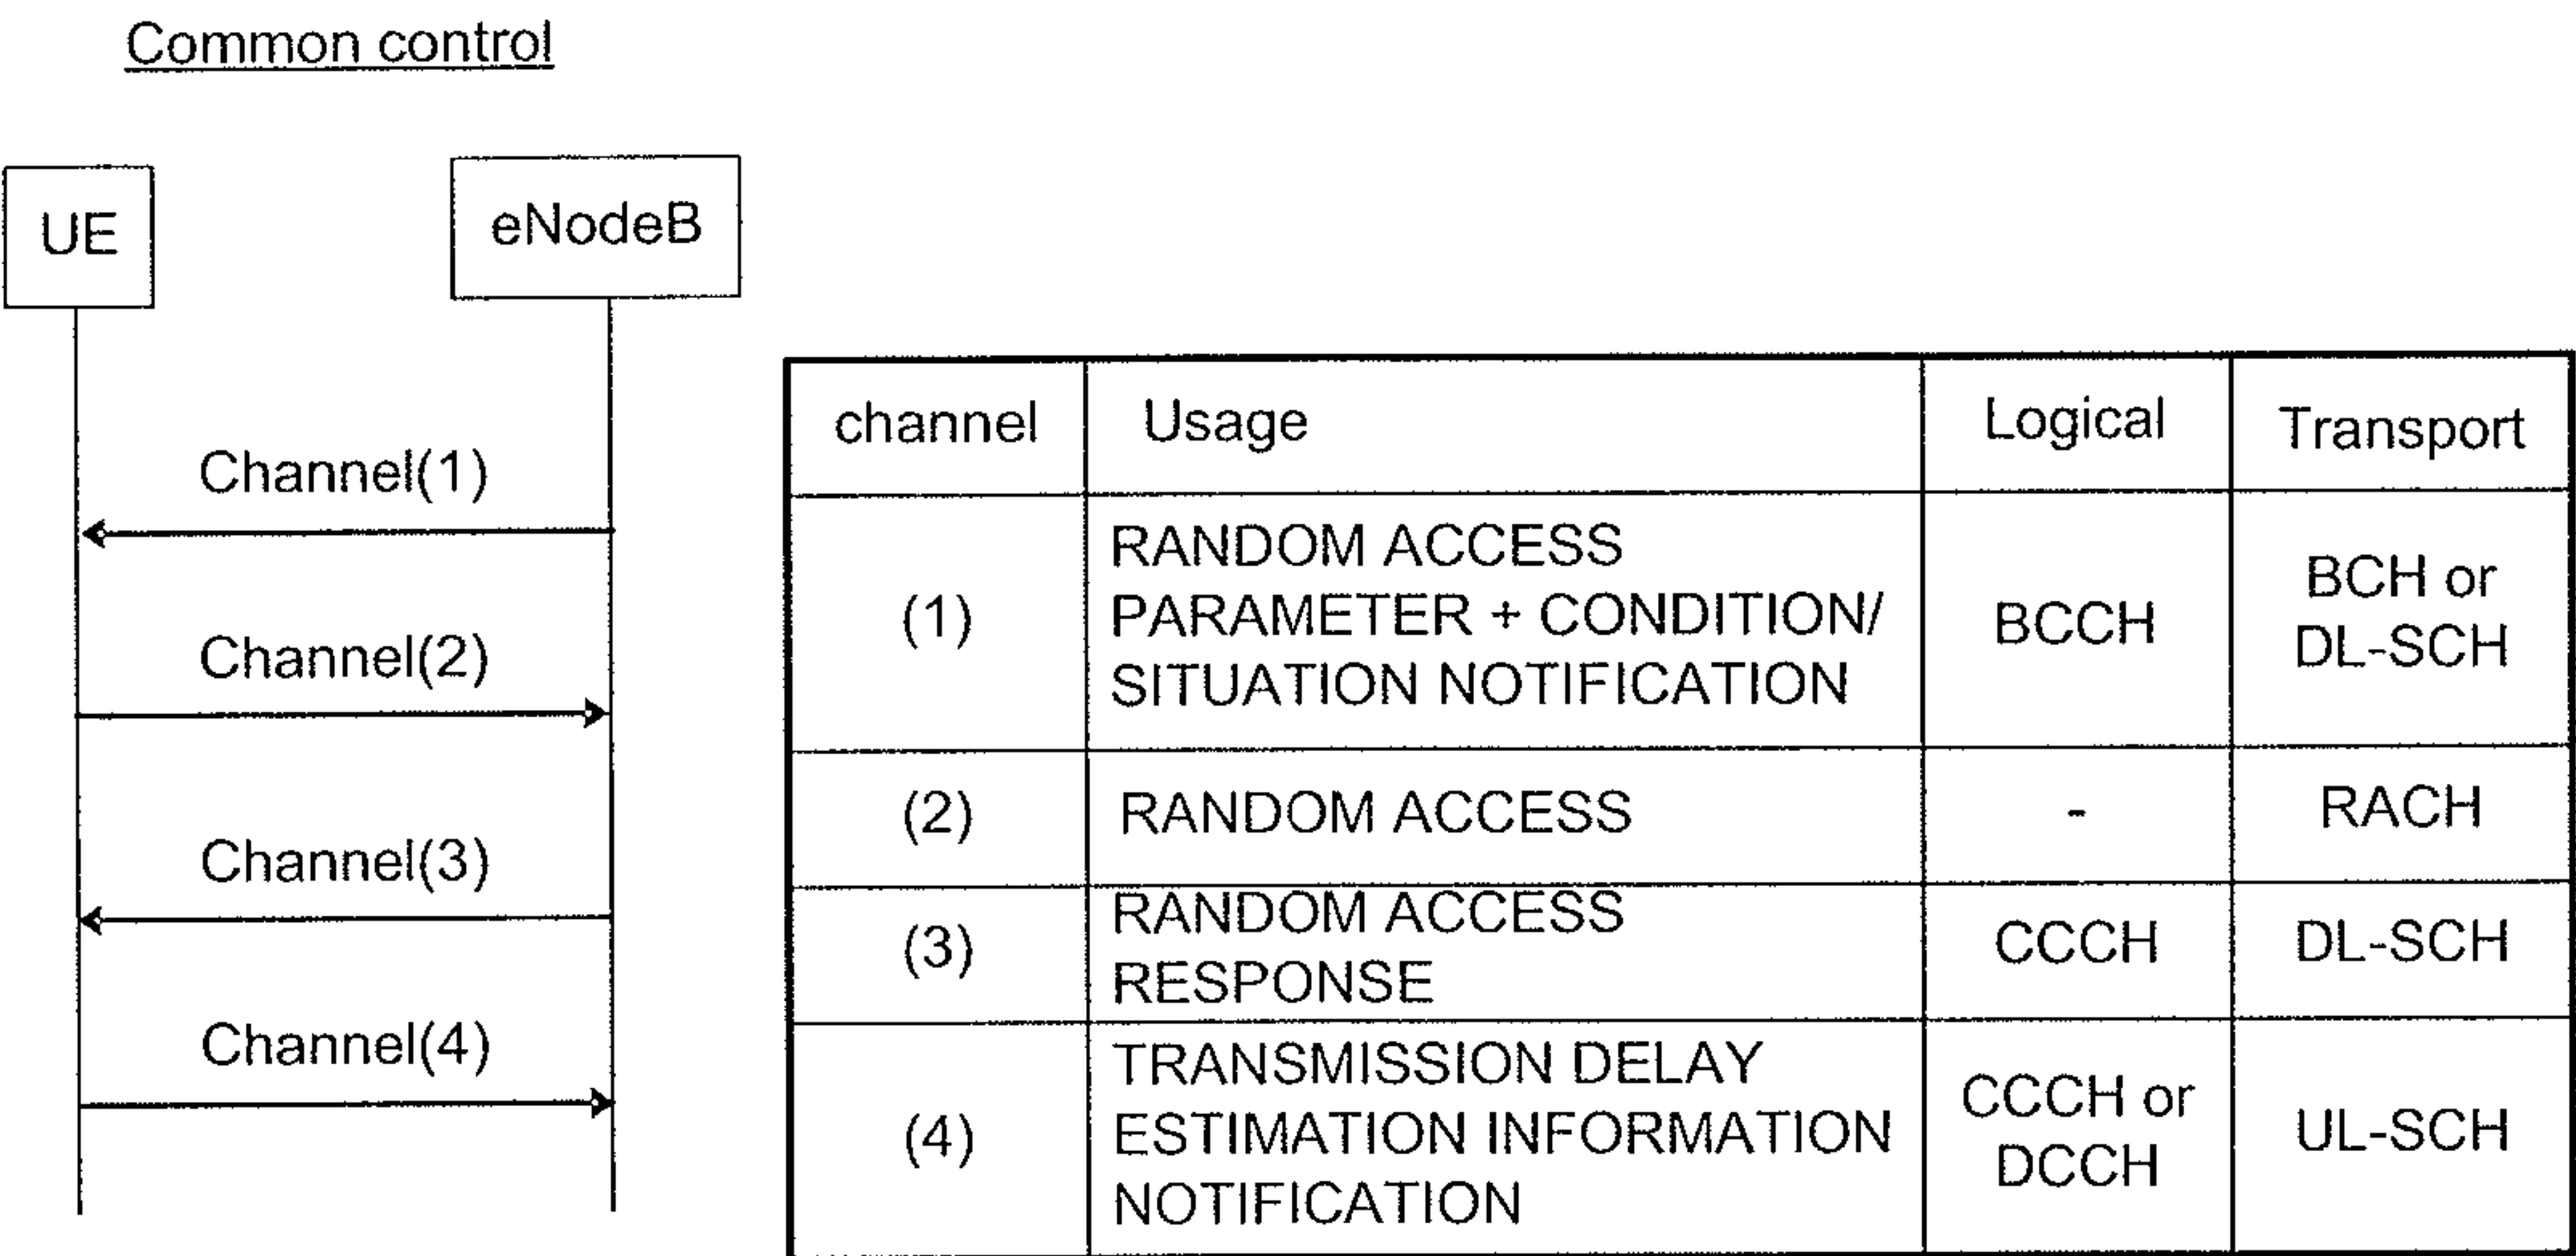 Common control
UE
eNodeB
Channel(1)
Channel(2)
Channel(3)
Channel(4)
channel
Usage
Logical
Transport
(1)
RANDOM ACCESS
PARAMETER + CONDITION/
SITUATION NOTIFICATION
BCCH
BCH or
DL-SCH
(2)
RANDOM ACCESS
-
RACH
(3)
RANDOM ACCESS
RESPONSE
CCCH
DL-SCH
(4)
TRANSMISSION DELAY
ESTIMATION INFORMATION
NOTIFICATION
CCCH or
DCCH
UL-SCH